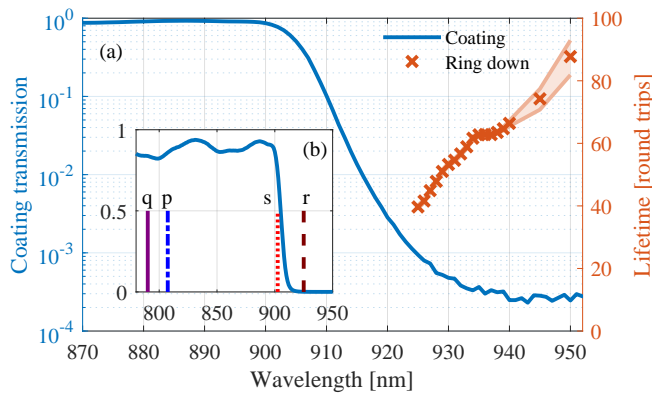 (a)
Coating
Ring down
Coating transmission
10^0
10^-1
10^-2
10^-3
10^-4
(b)
1
0.5
0
q p s r
800 850 900 950
870 880 890 900 910 920 930 940 950
Wavelength [nm]
100
80
60
40
20
0
Lifetime [round trips]